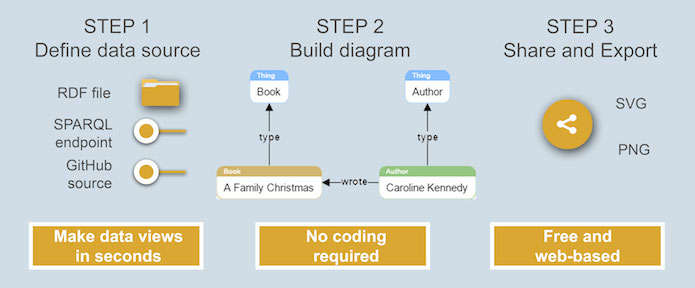 STEP 1
Define data source
RDF file
SPARQL
endpoint
GitHub
source
Make data views
in seconds
STEP 2
Build diagram
Thing
Book
Thing
Author
type
type
Book
A Family Christmas
wrote
Author
Caroline Kennedy
No coding
required
STEP 3
Share and Export
SVG
PNG
Free and
web-based